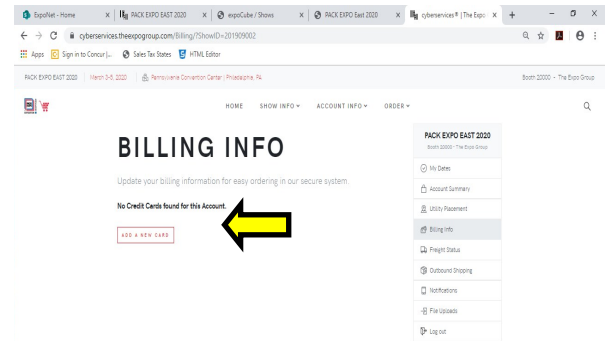 ExpoNet - Home
PACK EXPO EAST 2020
expoCube / Shows
PACK EXPO East 2020
cyberservices® | The Expo
cyberservices.theexpogroup.com/Billing/?ShowID=201909002
Apps
Sign in to Concur |...
Sales Tax States
HTML Editor
PACK EXPO EAST 2020
March 3-5, 2020
Pennsylvania Convention Center | Philadelphia, PA
Booth 20000 - The Expo Group
HOME SHOW INFO ACCOUNT INFO ORDER
BILLING INFO
Update your billing information for easy ordering in our secure system.
No Credit Cards found for this Account.
ADD A NEW CARD
PACK EXPO EAST 2020
Booth 20000 - The Expo Group
My Dates
Account Summary
Utility Placement
Billing Info
Freight Status
Outbound Shipping
Notifications
File Uploads
Log out